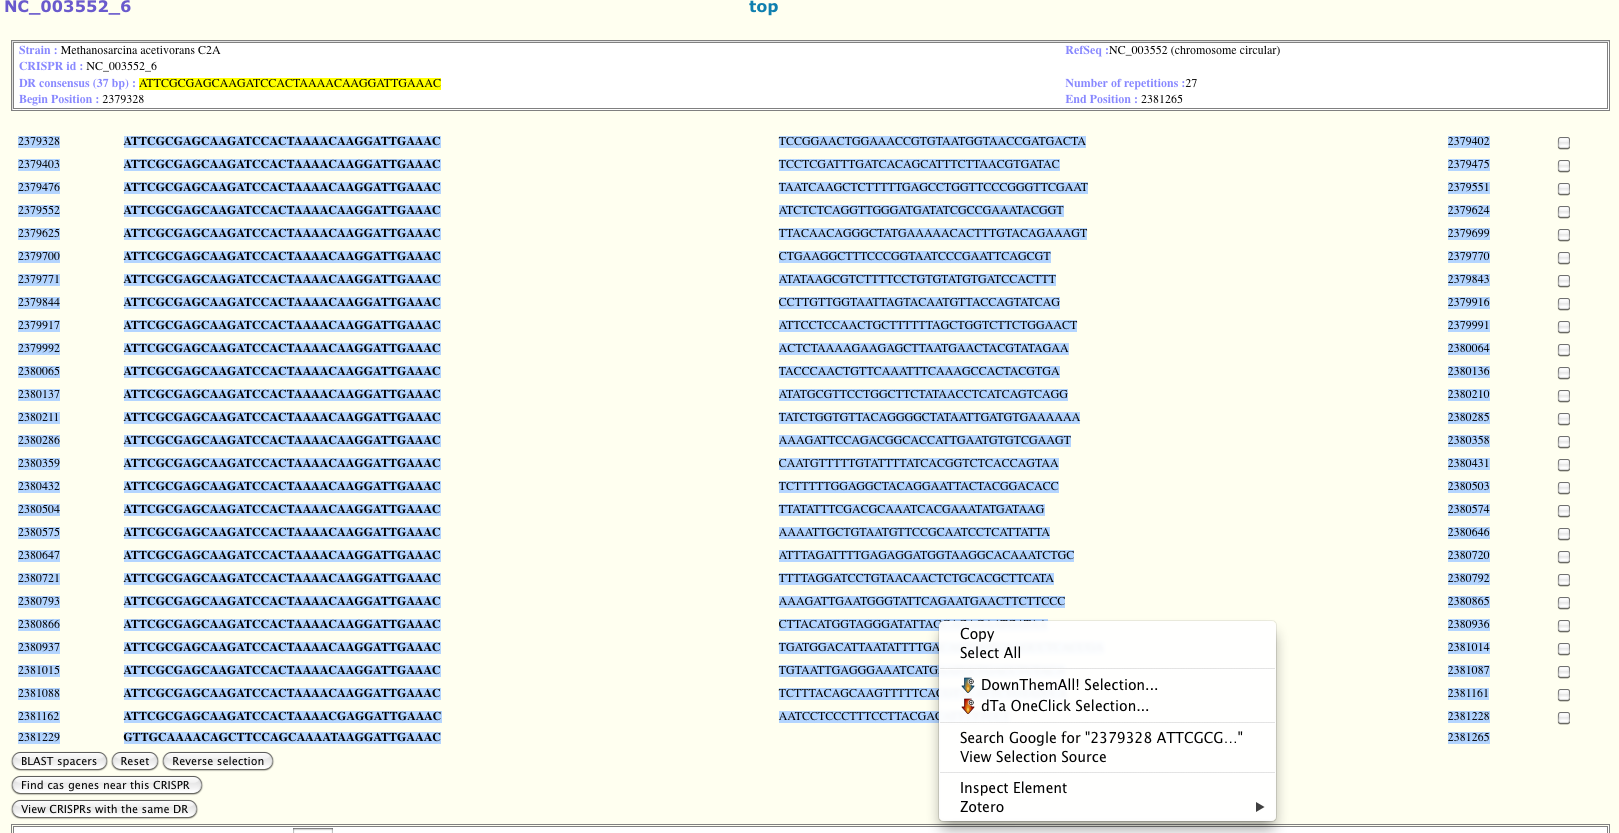 NC_003552_6 top
Strain : Methanosarcina acetivorans C2A RefSeq :NC_003552 (chromosome circular)
CRISPR id : NC_003552_6
DR consensus (37 bp) : ATTCGCGAGCAAGATCCACTAAAACAAGGATTGAAAC Number of repetitions :27
Begin Position : 2379328 End Position : 2381265
2379328 ATTCGCGAGCAAGATCCACTAAAACAAGGATTGAAAC TCCGGAACTGGAAACCGTGTAATGGTAACCGATGACTA 2379402
2379403 ATTCGCGAGCAAGATCCACTAAAACAAGGATTGAAAC TCCTCGATTTGATCACAGCATTTCTTAACGTGATAC 2379475
2379476 ATTCGCGAGCAAGATCCACTAAAACAAGGATTGAAAC TAATCAAGCTCTTTTTGAGCCTGGTTCCCGGGTTCGAAT 2379551
2379552 ATTCGCGAGCAAGATCCACTAAAACAAGGATTGAAAC ATCTCTCAGGTTGGGATGATATCGCCGAAATACGGT 2379624
2379625 ATTCGCGAGCAAGATCCACTAAAACAAGGATTGAAAC TTACAACAGGGCTATGAAAAACACTTTGTACAGAAAGT 2379699
2379700 ATTCGCGAGCAAGATCCACTAAAACAAGGATTGAAAC CTGAAGGCTTTCCCGGTAATCCCGAATTCAGCGT 2379770
2379771 ATTCGCGAGCAAGATCCACTAAAACAAGGATTGAAAC ATATAAGCGTCTTTTCCTGTGTATGTGATCCACTTT 2379843
2379844 ATTCGCGAGCAAGATCCACTAAAACAAGGATTGAAAC CCTTGTTGGTAATTAGTACAATGTTACCAGTATCAG 2379916
2379917 ATTCGCGAGCAAGATCCACTAAAACAAGGATTGAAAC ATTCCTCCAACTGCTTTTTTAGCTGGTCTTCTGGAACT 2379991
2379992 ATTCGCGAGCAAGATCCACTAAAACAAGGATTGAAAC ACTCTAAAAGAAGAGCTTAATGAACTACGTATAGAA 2380064
2380065 ATTCGCGAGCAAGATCCACTAAAACAAGGATTGAAAC TACCCAACTGTTCAAATTTCAAAGCCACTACGTGA 2380136
2380137 ATTCGCGAGCAAGATCCACTAAAACAAGGATTGAAAC ATATGCGTTCCTGGCTTCTATAACCTCATCAGTCAGG 2380210
2380211 ATTCGCGAGCAAGATCCACTAAAACAAGGATTGAAAC TATCTGGTGTTACAGGGGCTATAATTGATGTGAAAAAA 2380285
2380286 ATTCGCGAGCAAGATCCACTAAAACAAGGATTGAAAC AAAGATTCCAGACGGCACCATTGAATGTGTCGAAGT 2380358
2380359 ATTCGCGAGCAAGATCCACTAAAACAAGGATTGAAAC CAATGTTTTTGTATTTTATCACGGTCTCACCAGTAA 2380431
2380432 ATTCGCGAGCAAGATCCACTAAAACAAGGATTGAAAC TCTTTTTGGAGGCTACAGGAATTACTACGGACACC 2380503
2380504 ATTCGCGAGCAAGATCCACTAAAACAAGGATTGAAAC TTATATTTCGACGCAAATCACGAAATATGATAAG 2380574
2380575 ATTCGCGAGCAAGATCCACTAAAACAAGGATTGAAAC AAAATTGCTGTAATGTTCCGCAATCCTCATTATTA 2380646
2380647 ATTCGCGAGCAAGATCCACTAAAACAAGGATTGAAAC ATTTAGATTTTGAGAGGATGGTAAGGCACAAATCTGC 2380720
2380721 ATTCGCGAGCAAGATCCACTAAAACAAGGATTGAAAC TTTTAGGATCCTGTAACAACTCTGCACGCTTCATA 2380792
2380793 ATTCGCGAGCAAGATCCACTAAAACAAGGATTGAAAC AAAGATTGAATGGGTATTCAGAATGAACTTCTTCCC 2380865
2380866 ATTCGCGAGCAAGATCCACTAAAACAAGGATTGAAAC CTTACATGGTAGGGATATTA 2380936
2380937 ATTCGCGAGCAAGATCCACTAAAACAAGGATTGAAAC TGATGGACATTAATATTTTGA 2381014
2381015 ATTCGCGAGCAAGATCCACTAAAACAAGGATTGAAAC TGTAATTGAGGGAAATCATG 2381087
2381088 ATTCGCGAGCAAGATCCACTAAAACAAGGATTGAAAC TCTTTACAGCAAGTTTTTCA 2381161
2381162 ATTCGCGAGCAAGATCCACTAAAACGAGGATTGAAAC AATCCTCCCTTTCCTTACGA 2381228
2381229 GTTGCAAAACAGCTTCCAGCAAAATAAGGATTGAAAC 2381265
Copy
Select All
DownThemAll! Selection...
dTa OneClick Selection...
Search Google for "2379328 ATTCGCG..."
View Selection Source
Inspect Element
Zotero
BLAST spacers Reset Reverse selection
Find cas genes near this CRISPR
View CRISPRs with the same DR